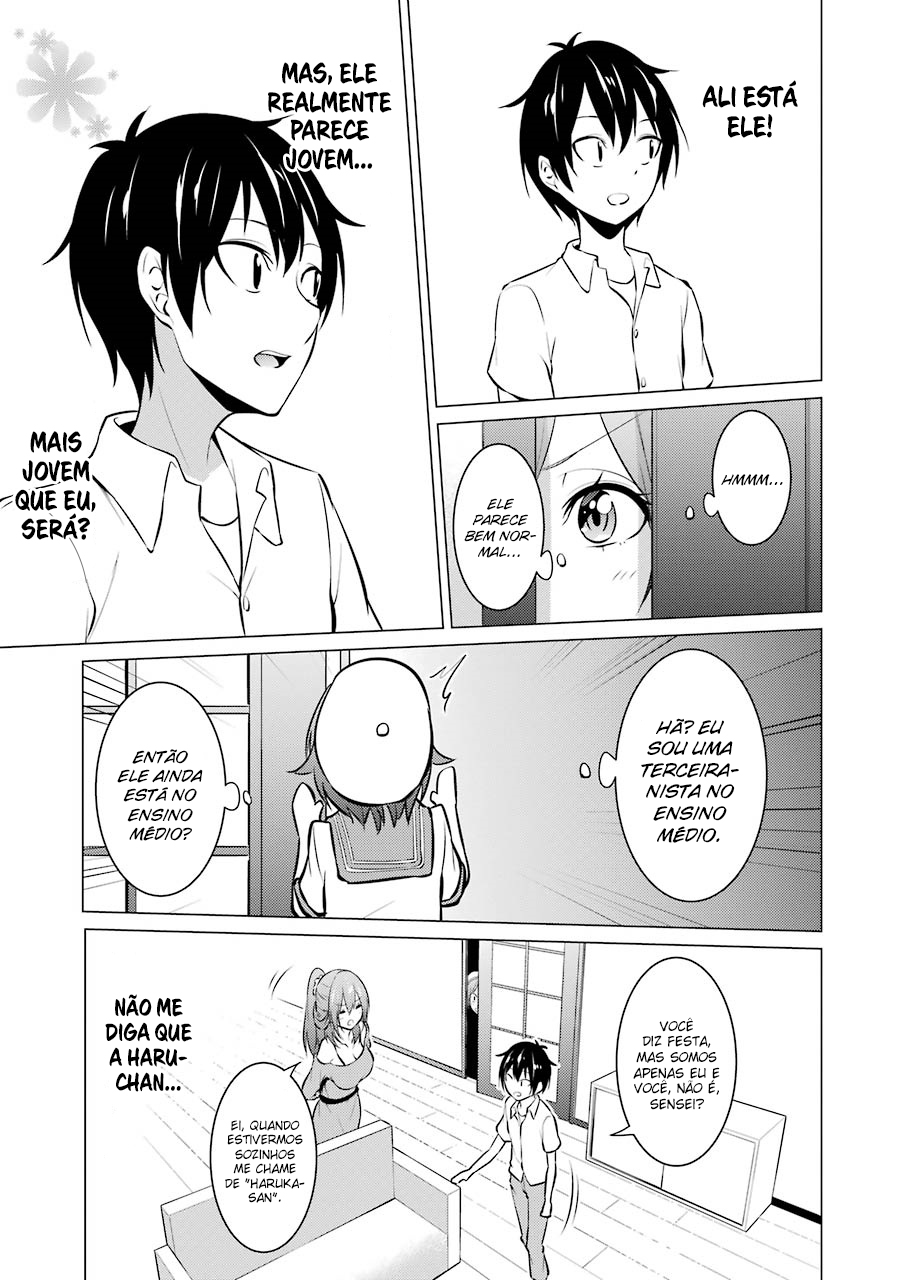 ALI ESTÁ
ELE!
MAS, ELE
REALMENTE
PARECE
JOVEM...
MAIS
JOVEM
QUE EU,
SERÁ?
HMMM...
ELE
PARECE
BEM NOR-
MAL...
HÃ? EU
SOU UMA
TERCEIRA-
NISTA NO
ENSINO
MÉDIO.
ENTÃO
ELE AINDA
ESTÁ NO
ENSINO
MÉDIO?
VOCÊ
DIZ FESTA,
MAS SOMOS
APENAS EU E
VOCÊ, NÃO É,
SENSEI?
EI, QUANDO
ESTIVERMOS
SOZINHOS
ME CHAME
DE "HARUKA-
SAN".
NÃO ME
DIGA QUE
A HARU-
CHAN...